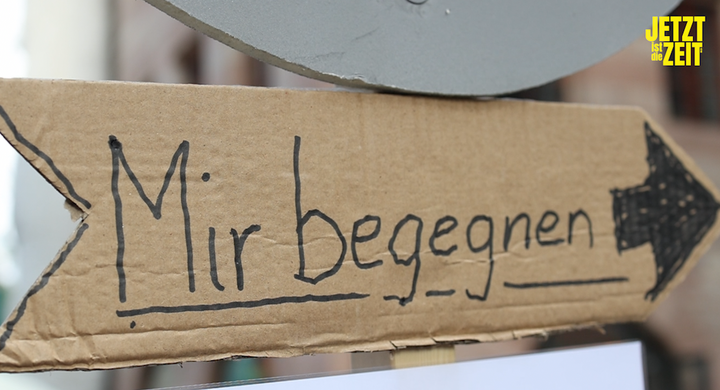 JETZT
ist
die
ZEIT:
Mir begegnen